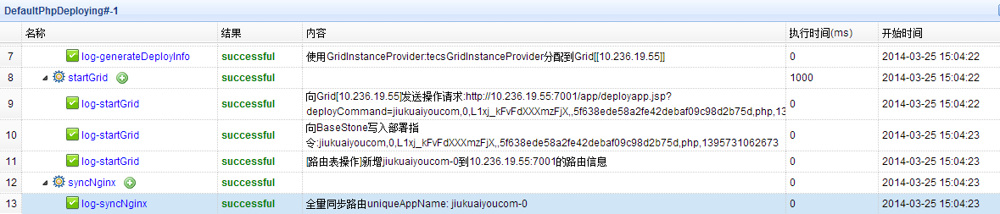 DefaultPhpDeploying#-1
名称 结果 内容 执行时间(ms) 开始时间
7 log-generateDeployInfo successful 使用GridInstanceProvider:tecsGridInstanceProvider分配到Grid[[10.236.19.55]] 0 2014-03-25 15:04:22
8 startGrid 1000 2014-03-25 15:04:22
9 log-startGrid successful 向Grid[10.236.19.55]发送操作请求:http://10.236.19.55:7001/app/deployapp.jsp? 0 2014-03-25 15:04:22
deployCommand=jiukuaiyoucom,0,L1xj_kFvFdXXXmzFjX,,5f638ede58a2fe42debaf09c98d2b75d,php,13
10 log-startGrid successful 向BaseStone写入部署指 0 2014-03-25 15:04:23
令:jiukuaiyoucom,0,L1xj_kFvFdXXXmzFjX,,5f638ede58a2fe42debaf09c98d2b75d,php,1395731062673
11 log-startGrid successful [路由表操作]新增jiukuaiyoucom-0到10.236.19.55:7001的路由信息 0 2014-03-25 15:04:23
12 syncNginx 0 2014-03-25 15:04:23
13 log-syncNginx successful 全量同步路由uniqueAppName: jiukuaiyoucom-0 0 2014-03-25 15:04:23